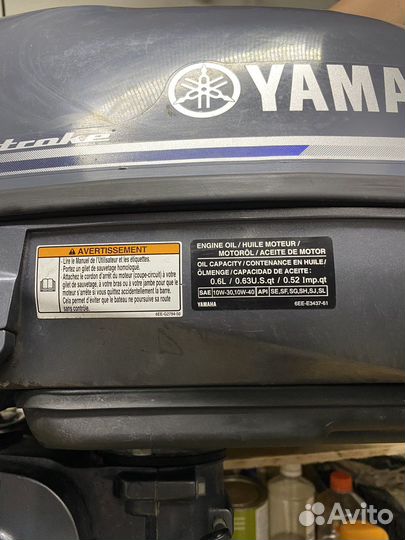 YAMA
troke
AVERTISSEMENT
Lire le Manuel de l'Utilisateur et les étiquettes.
Portez un gilet de sauvetage homologué.
Attachez le cordon d'arrêt du moteur (coupe-circuit) à votre
gilet de sauvetage, à votre bras ou à votre jambe pour que le
moteur s'arrête si vous quittez accidentellement la barre.
Cela permet d'éviter que le bateau ne poursuive sa route
sans contrôle.
6EE-G2794-50
ENGINE OIL / HUILE MOTEUR /
MOTORÖL / ACEITE DE MOTOR
OIL CAPACITY / CONTENANCE EN HUILE /
ÖLMENGE / CAPACIDAD DE ACEITE :
0.6L / 0.63U.S.qt / 0.52 Imp.qt
SAE 10W-30,10W-40 API SE,SF,SG,SH,SJ,SL
YAMAHA 6EE-E3437-61
Avito